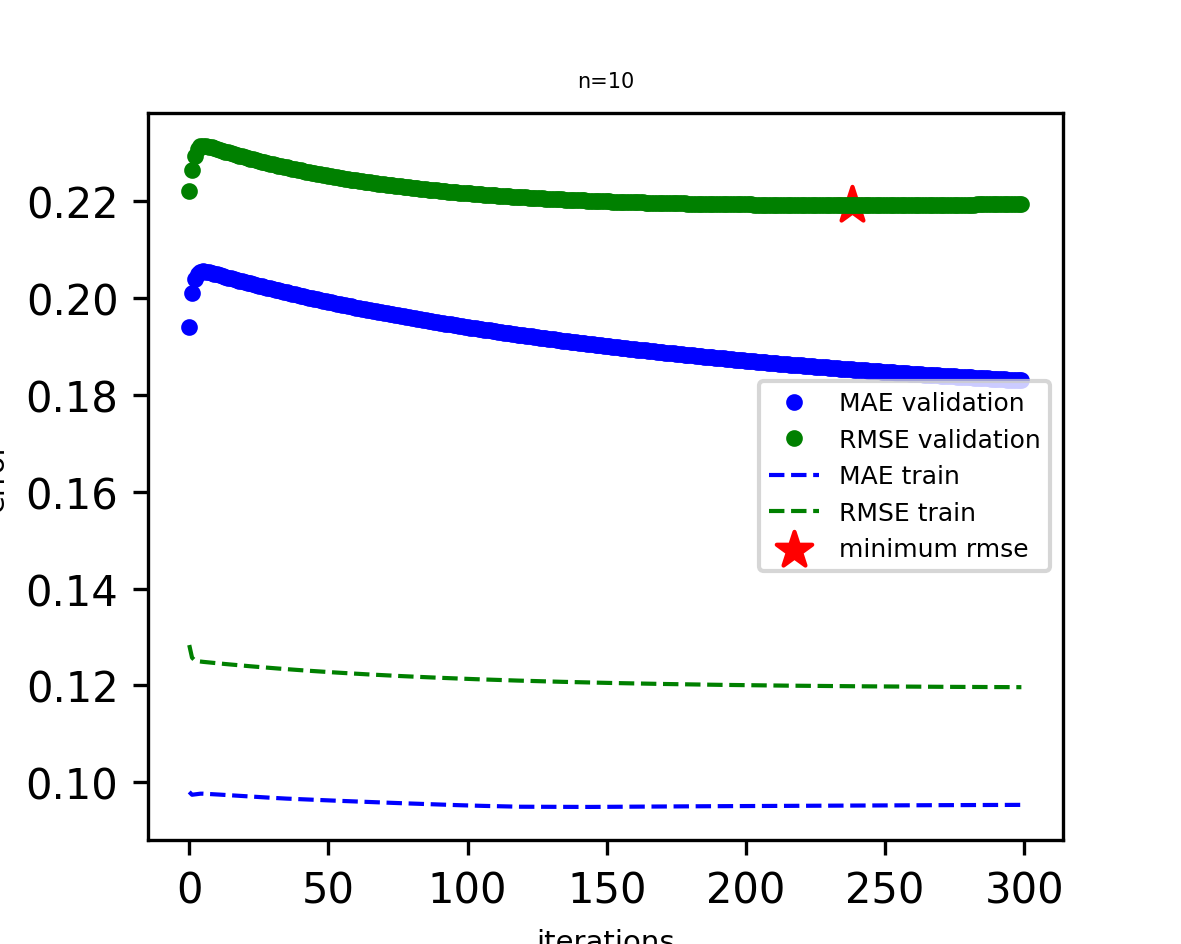 n=10
0.22
0.20
0.18
0.16
0.14
0.12
0.10
MAE validation
RMSE validation
MAE train
RMSE train
minimum rmse
0 50 100 150 200 250 300
iterations